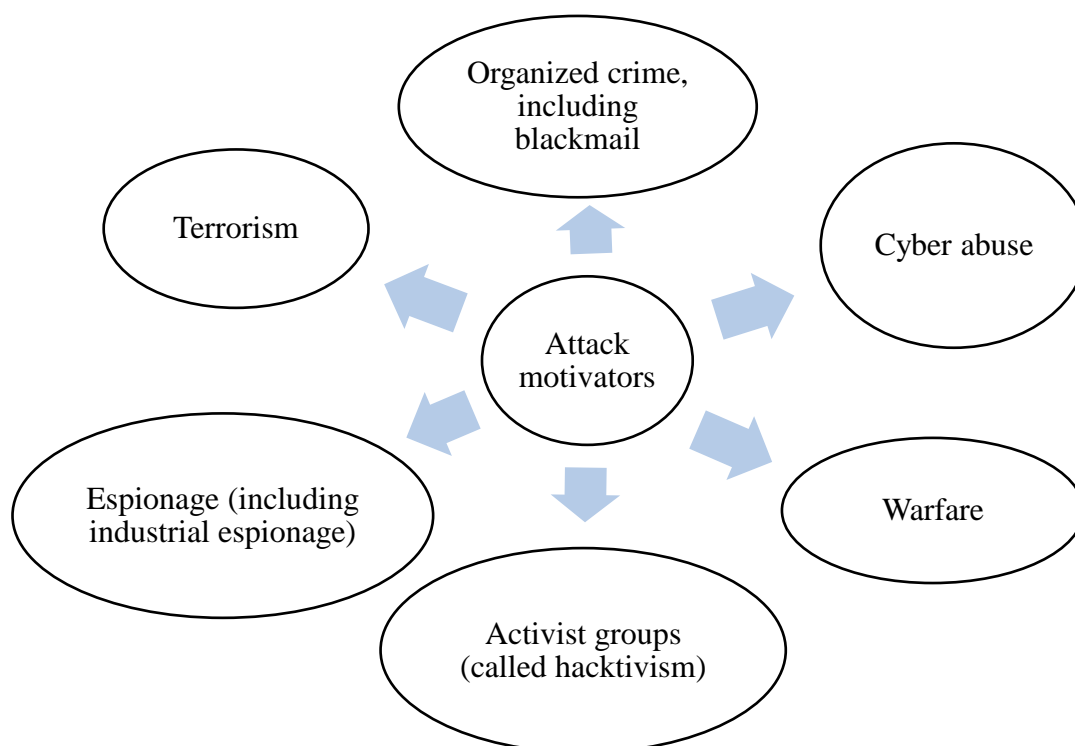 Organized crime,
including
blackmail
Terrorism
Cyber abuse
Attack
motivators
Espionage (including
industrial espionage)
Warfare
Activist groups
(called hacktivism)